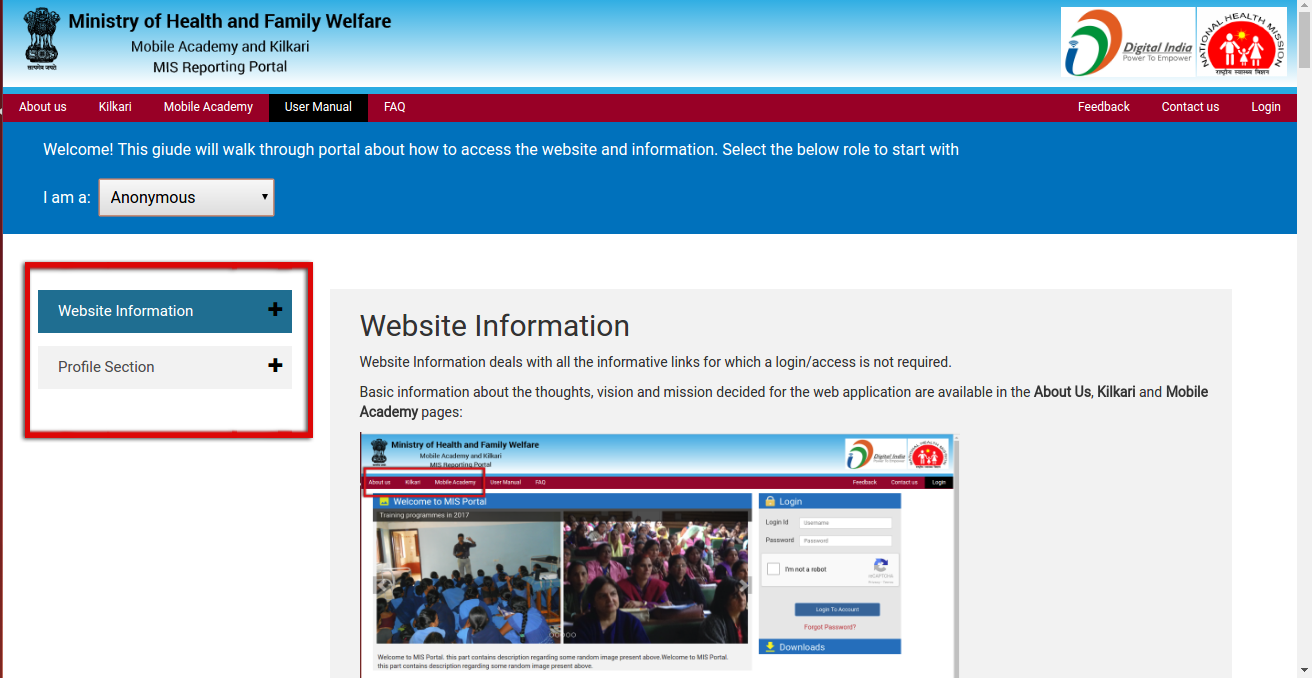 Ministry of Health and Family Welfare
Mobile Academy and Kilkari
MIS Reporting Portal
सत्यमेव जयते
Digital India
Power To Empower
NATIONAL HEALTH MISSION
राष्ट्रीय स्वास्थ्य मिशन
About us Kilkari Mobile Academy User Manual FAQ Feedback Contact us Login
Welcome! This giude will walk through portal about how to access the website and information. Select the below role to start with
I am a: Anonymous
Website Information
Profile Section
Website Information
Website Information deals with all the informative links for which a login/access is not required.
Basic information about the thoughts, vision and mission decided for the web application are available in the About Us, Kilkari and Mobile
Academy pages:
Ministry of Health and Family Welfare
Mobile Academy and Kilkari
MIS Reporting Portal
Digital India
About us Kilkari Mobile Academy User Manual FAQ Feedback Contact us Login
Welcome to MIS Portal
Training programmes in 2017
Login
Login Id Username
Password Password
I'm not a robot
reCAPTCHA
Login To Account
Forgot Password?
Downloads
Welcome to MIS Portal. this part contains description regarding some random image present above.Welcome to MIS Portal.
this part contains description regarding some random image present above.